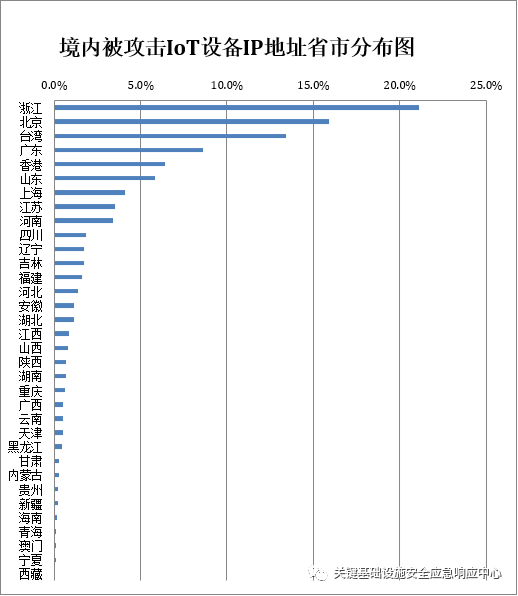 境内被攻击IoT设备IP地址省市分布图
0.0% 5.0% 10.0% 15.0% 20.0% 25.0%
浙江
北京
台湾
广东
香港
山东
上海
江苏
河南
四川
辽宁
吉林
福建
河北
安徽
湖北
江西
山西
陕西
湖南
重庆
广西
云南
天津
黑龙江
甘肃
内蒙古
贵州
新疆
海南
青海
澳门
宁夏
西藏
关键基础设施安全应急响应中心